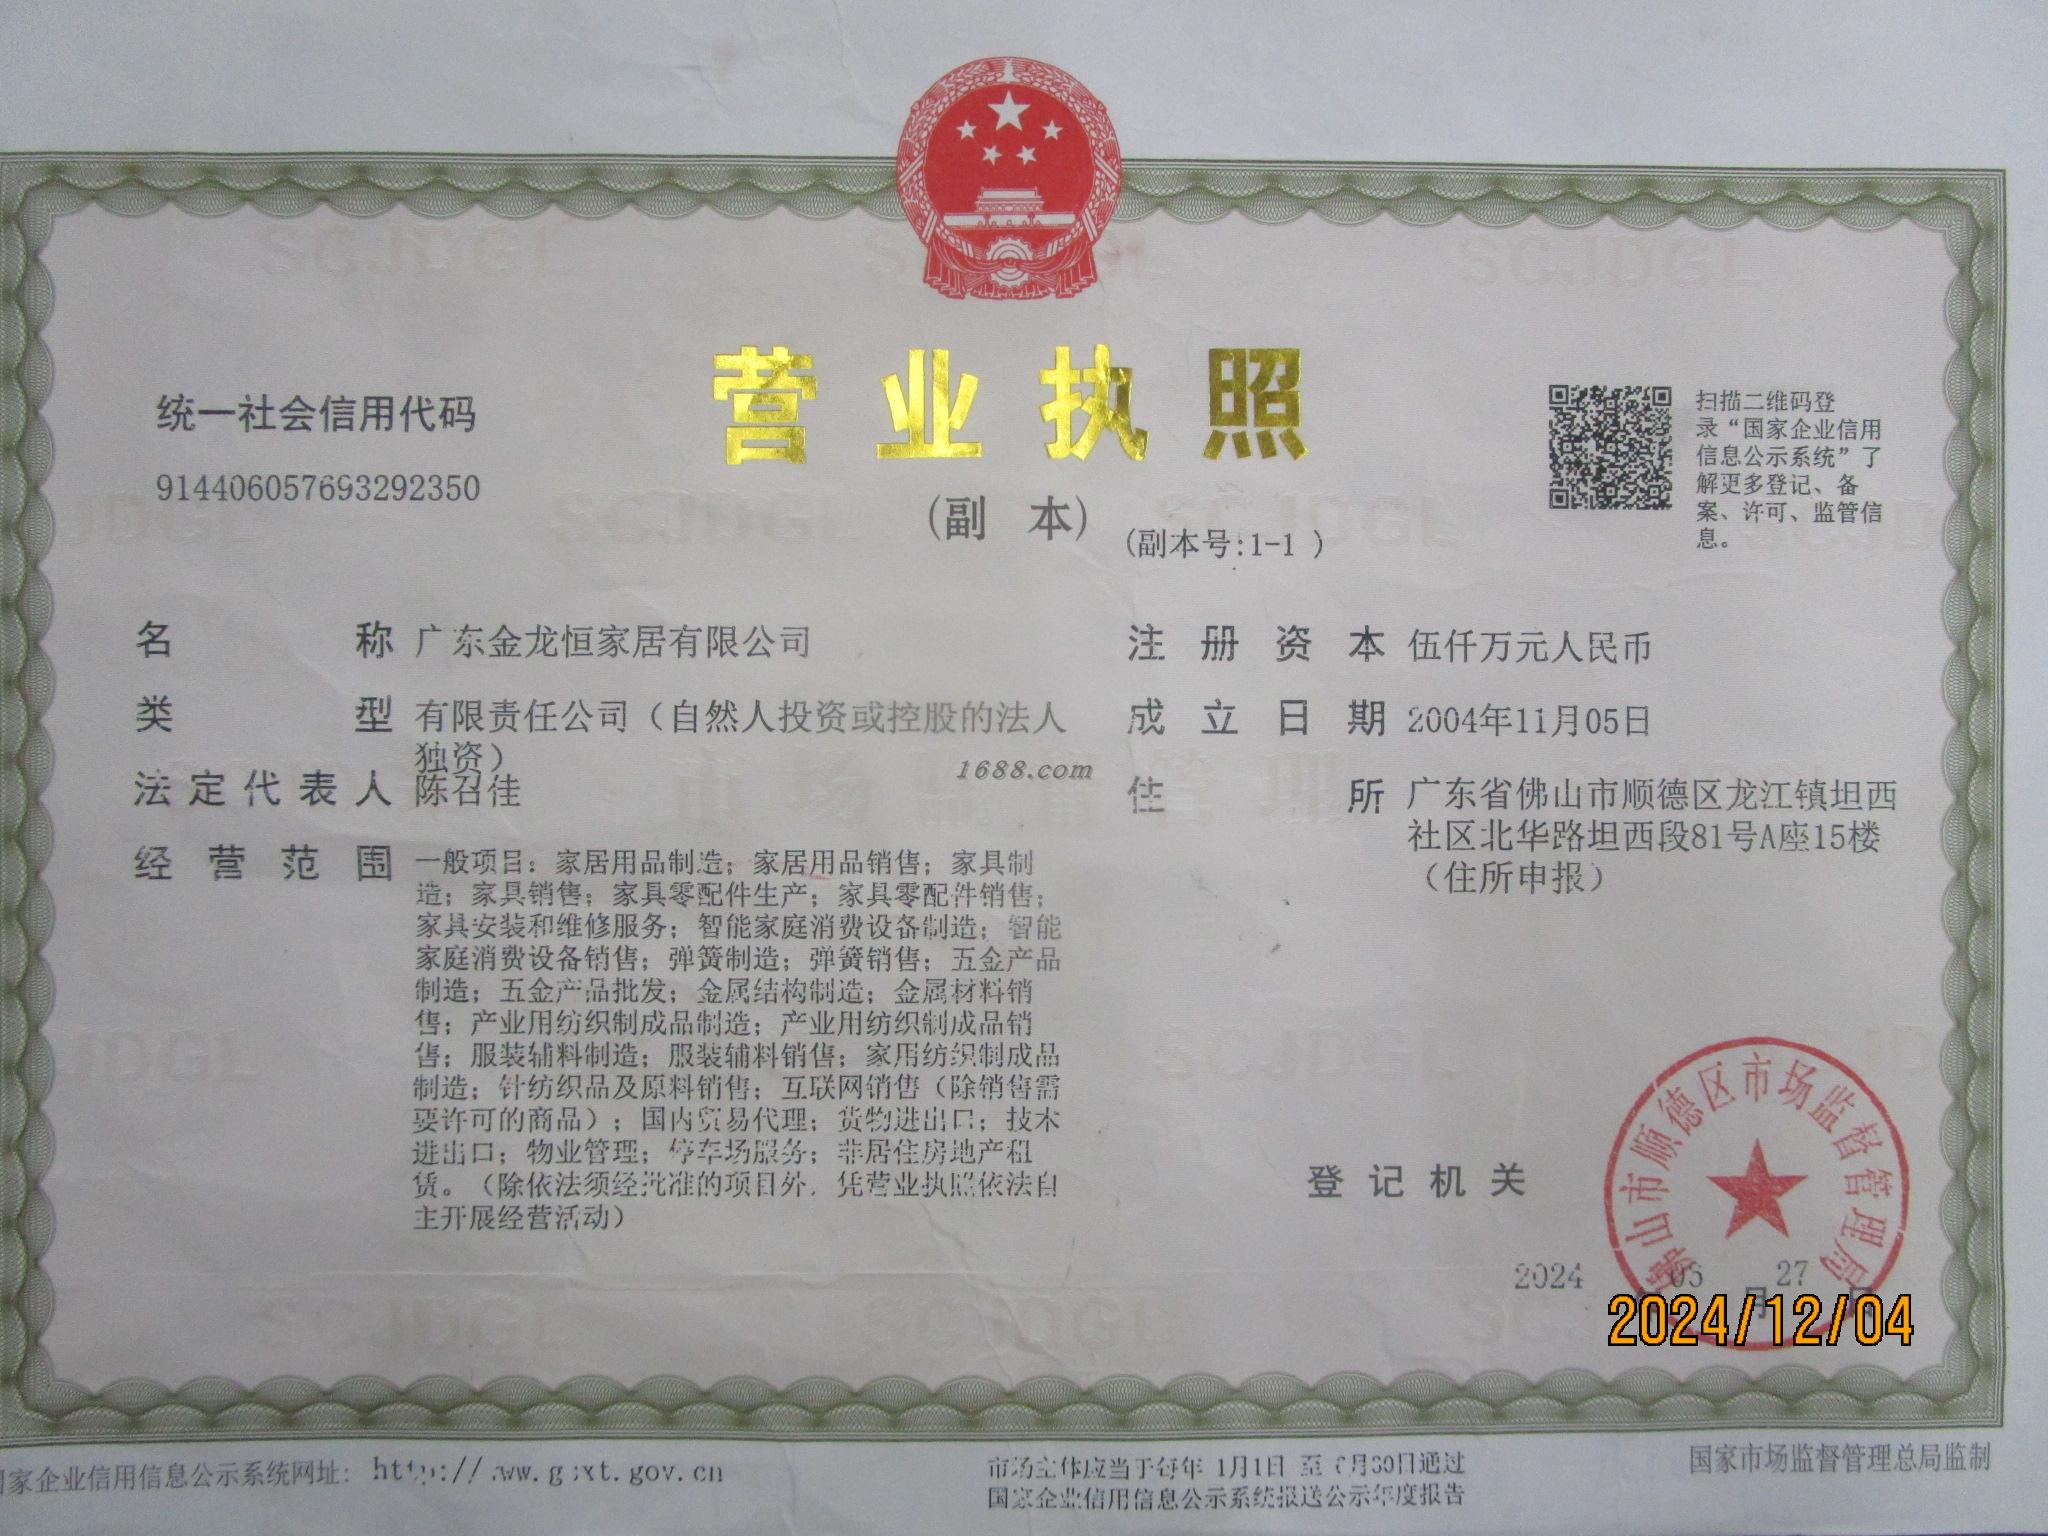 营业执照
(副 本)
(副本号:1-1 )
统一社会信用代码
914406057693292350
扫描二维码登
录“国家企业信用
信息公示系统”了
解更多登记、备
案、许可、监管信
息。
名 称 广东金龙恒家居有限公司
类 型 有限责任公司（自然人投资或控股的法人
独资）
法定代表人 陈召佳
经营范围 一般项目：家居用品制造；家居用品销售；家具制
造；家具销售；家具零配件生产；家具零配件销售；
家具安装和维修服务；智能家庭消费设备制造；智能
家庭消费设备销售；弹簧制造；弹簧销售；五金产品
制造；五金产品批发；金属结构制造；金属材料销
售；产业用纺织制成品制造；产业用纺织制成品销
售；服装辅料制造；服装辅料销售；家用纺织制成品
制造；针纺织品及原料销售；互联网销售（除销售需
要许可的商品）；国内贸易代理；货物进出口；技术
进出口；物业管理；停车场服务；非居住房地产租
赁。（除依法须经批准的项目外，凭营业执照依法自
主开展经营活动）
注册资本 伍仟万元人民币
成立日期 2004年11月05日
住 所 广东省佛山市顺德区龙江镇坦西
社区北华路坦西段81号A座15楼
（住所申报）
1688.com
登记机关
佛山市顺德区市场监督管理局
2024 27
月 日
2024/12/04
国家企业信用信息公示系统网址: http://www.gsxt.gov.cn
市场主体应当于每年 1月1日 至 6月30日通过
国家企业信用信息公示系统报送公示年度报告
国家市场监督管理总局监制